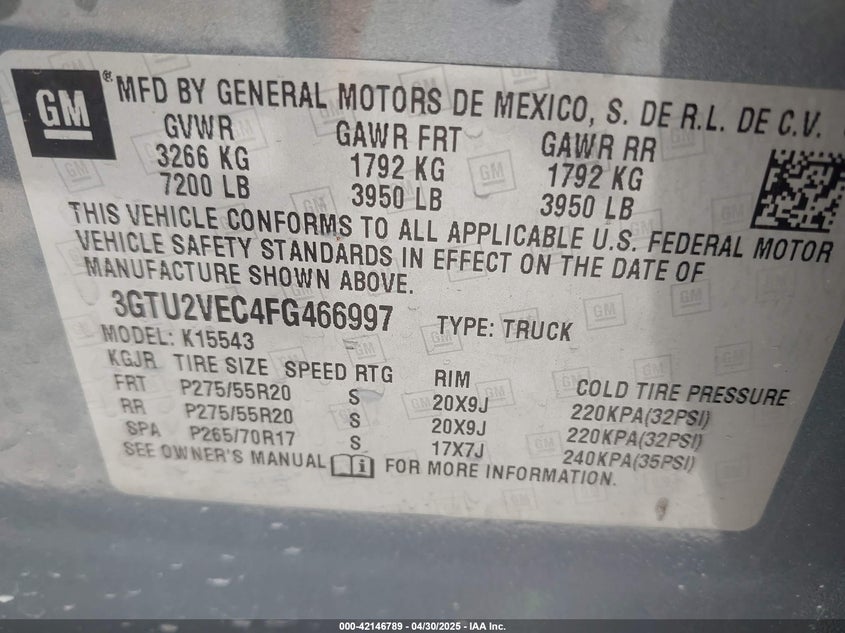 GM
® MFD BY GENERAL MOTORS DE MEXICO, S. DE R.L. DE C.V.
GVWR GAWR FRT GAWR RR
3266 KG 1792 KG 1792 KG
7200 LB 3950 LB 3950 LB
THIS VEHICLE CONFORMS TO ALL APPLICABLE U.S. FEDERAL MOTOR
VEHICLE SAFETY STANDARDS IN EFFECT ON THE DATE OF
MANUFACTURE SHOWN ABOVE.
3GTU2VEC4FG466997 TYPE: TRUCK
MODEL: K15543
KGJR TIRE SIZE SPEED RTG RIM COLD TIRE PRESSURE
FRT P275/55R20 S 20X9J 220KPA(32PSI)
RR P275/55R20 S 20X9J 220KPA(32PSI)
SPA P265/70R17 S 17X7J 240KPA(35PSI)
SEE OWNER'S MANUAL FOR MORE INFORMATION.
000-42146789 - 04/30/2025 - IAA Inc.